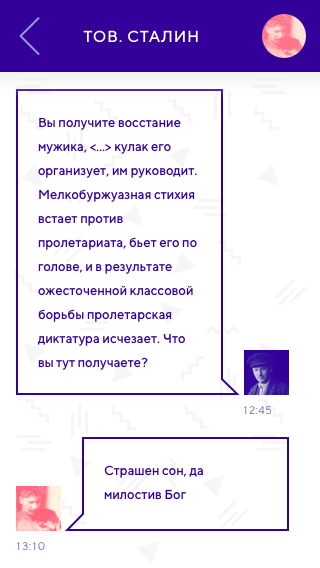 ТОВ. СТАЛИН
Вы получите восстание
мужика, <...> кулак его
организует, им руководит.
Мелкобуржуазная стихия
встает против
пролетариата, бьет его по
голове, и в результате
ожесточенной классовой
борьбы пролетарская
диктатура исчезает. Что
вы тут получаете?
12:45
Страшен сон, да
милостив Бог
13:10